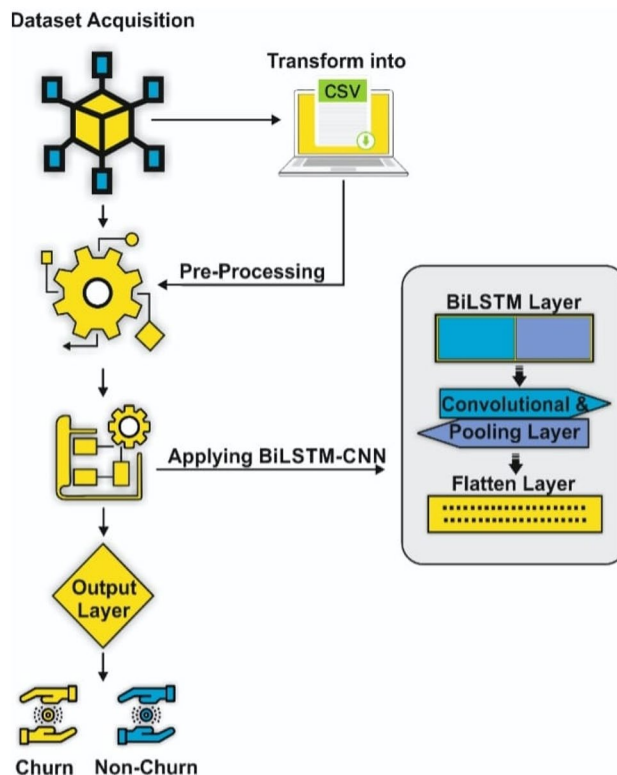 Dataset Acquisition
Transform into
CSV
Pre-Processing
BiLSTM Layer
Convolutional &
Pooling Layer
Flatten Layer
Applying BiLSTM-CNN
Output
Layer
Churn
Non-Churn